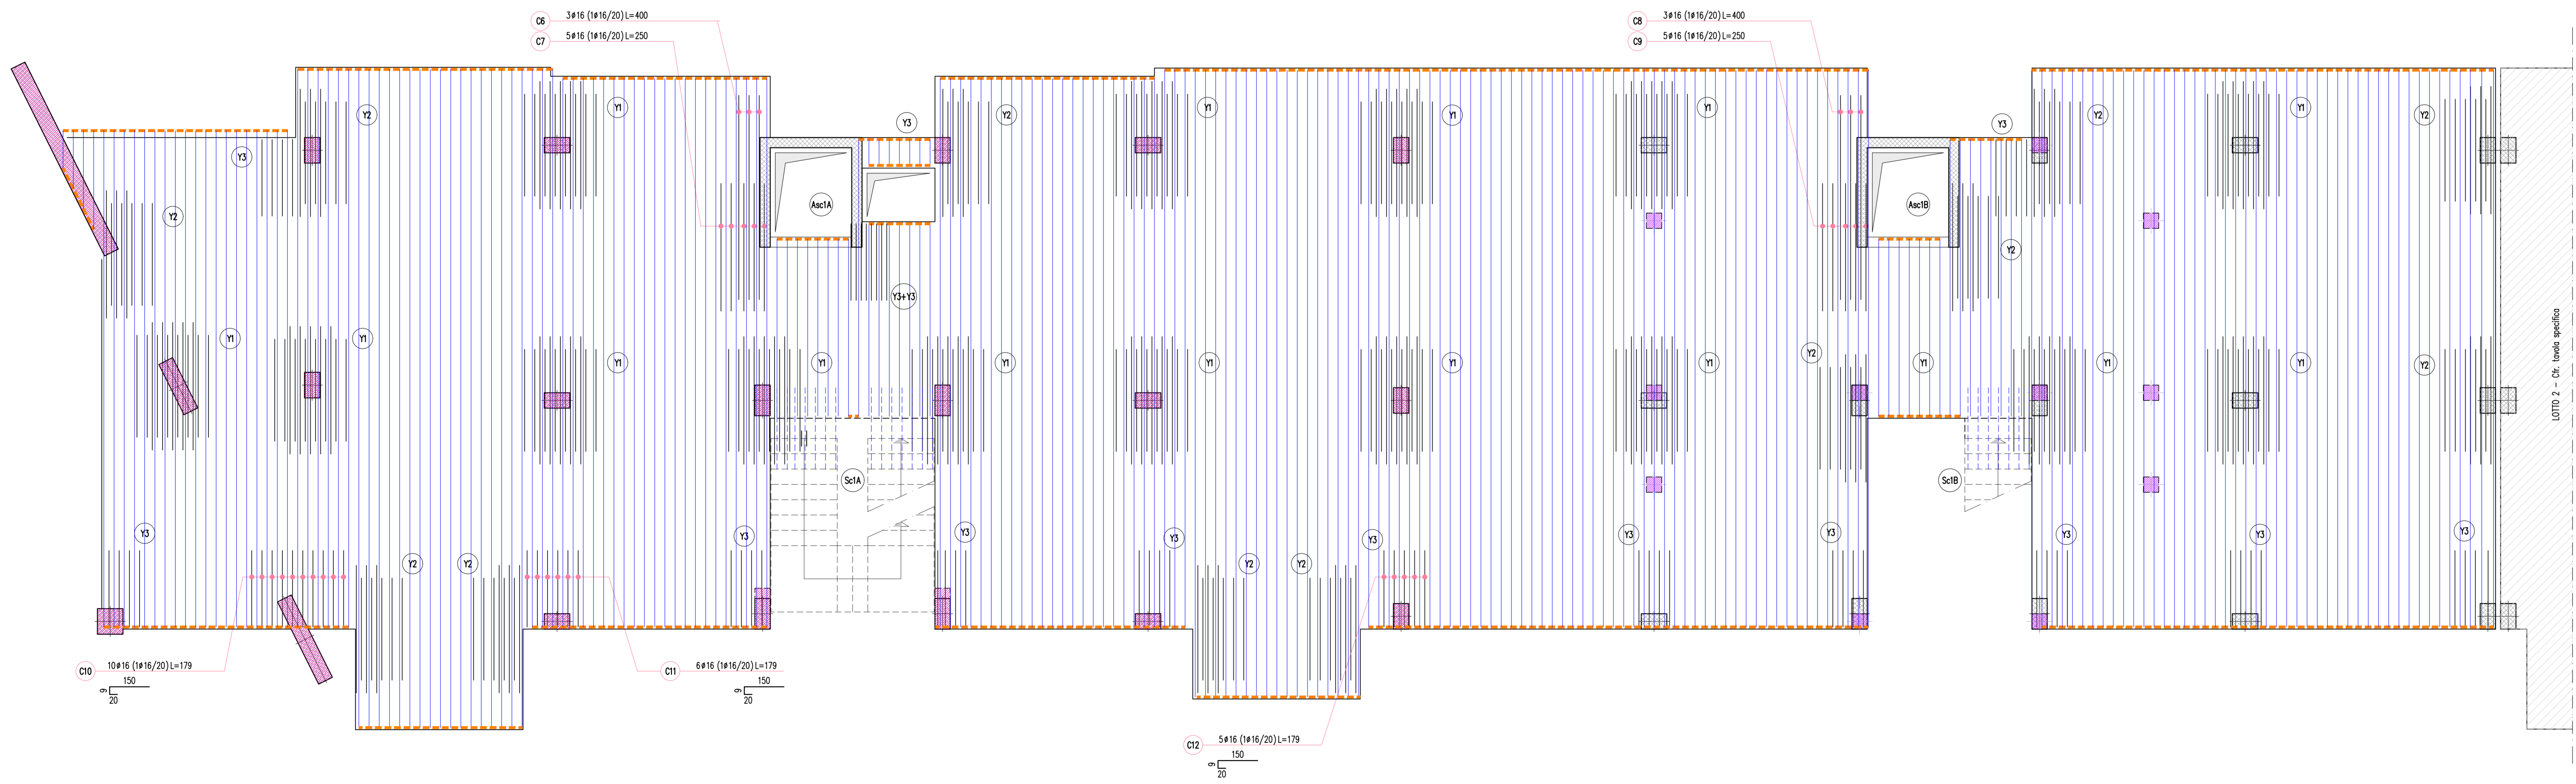 C6 3ø16 (1ø16/20) L=400
C8 3ø16 (1ø16/20) L=400
C7 5ø16 (1ø16/20) L=250
C9 5ø16 (1ø16/20) L=250
Y1 Y1 Y1 Y1
Y2 Y2 Y1 Y2 Y2
Y3 Y3
Y3
Asc1A Asc1B
Y2
Y2
Y3+Y3
LOTTO 2 - Cfr. tavola specifica
Y1 Y1
Y2
Y1 Y1 Y1 Y1 Y1 Y1 Y1 Y1 Y1 Y2
Sc1A Sc1B
Y3 Y3 Y3 Y3 Y3 Y3 Y3 Y3 Y3 Y3
Y2 Y2 Y2 Y2
C10 10ø16 (1ø16/20) L=179
C11 6ø16 (1ø16/20) L=179
150
9
20
150
9
20
C12 5ø16 (1ø16/20) L=179
150
9
20